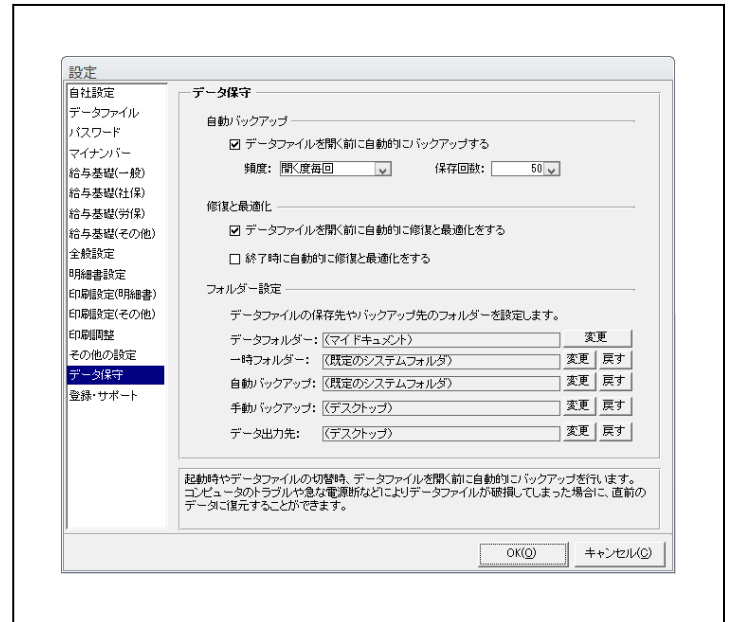 設定
自社設定
データファイル
パスワード
マイナンバー
給与基礎(一般)
給与基礎(社保)
給与基礎(労保)
給与基礎(その他)
全般設定
明細書設定
印刷設定(明細書)
印刷設定(その他)
印刷調整
その他の設定
データ保守
登録・サポート
データ保守
自動バックアップ
データファイルを開く前に自動的にバックアップする
頻度: 開く度毎回 保存回数: 50
修復と最適化
データファイルを開く前に自動的に修復と最適化をする
終了時に自動的に修復と最適化をする
フォルダー設定
データファイルの保存先やバックアップ先のフォルダーを設定します。
データフォルダー: (マイドキュメント) 変更
一時フォルダー: (既定のシステムフォルダ) 変更 戻す
自動バックアップ: (既定のシステムフォルダ) 変更 戻す
手動バックアップ: (デスクトップ) 変更 戻す
データ出力先: (デスクトップ) 変更 戻す
起動時やデータファイルの切替時、データファイルを開く前に自動的にバックアップを行います。
コンピュータのトラブルや急な電源断などによりデータファイルが破損してしまった場合に、直前の
データに復元することができます。
OK(O) キャンセル(C)